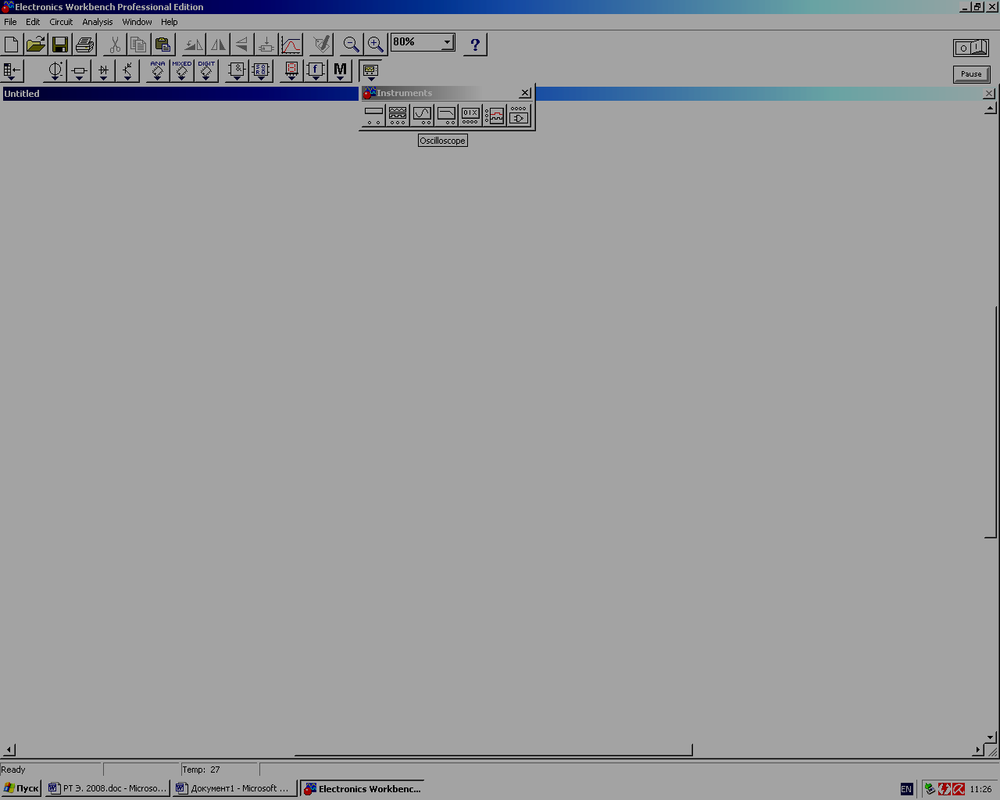 Electronics Workbench Professional Edition
File Edit Circuit Analysis Window Help
80% ?
ANA MIXED DIGIT M
Pause
Untitled
Instruments
Oscilloscope
Ready Temp: 27
Пуск РТ Э. 2008.doc - Microso... Документ1 - Microsoft ... Electronics Workbenc... EN 11:26